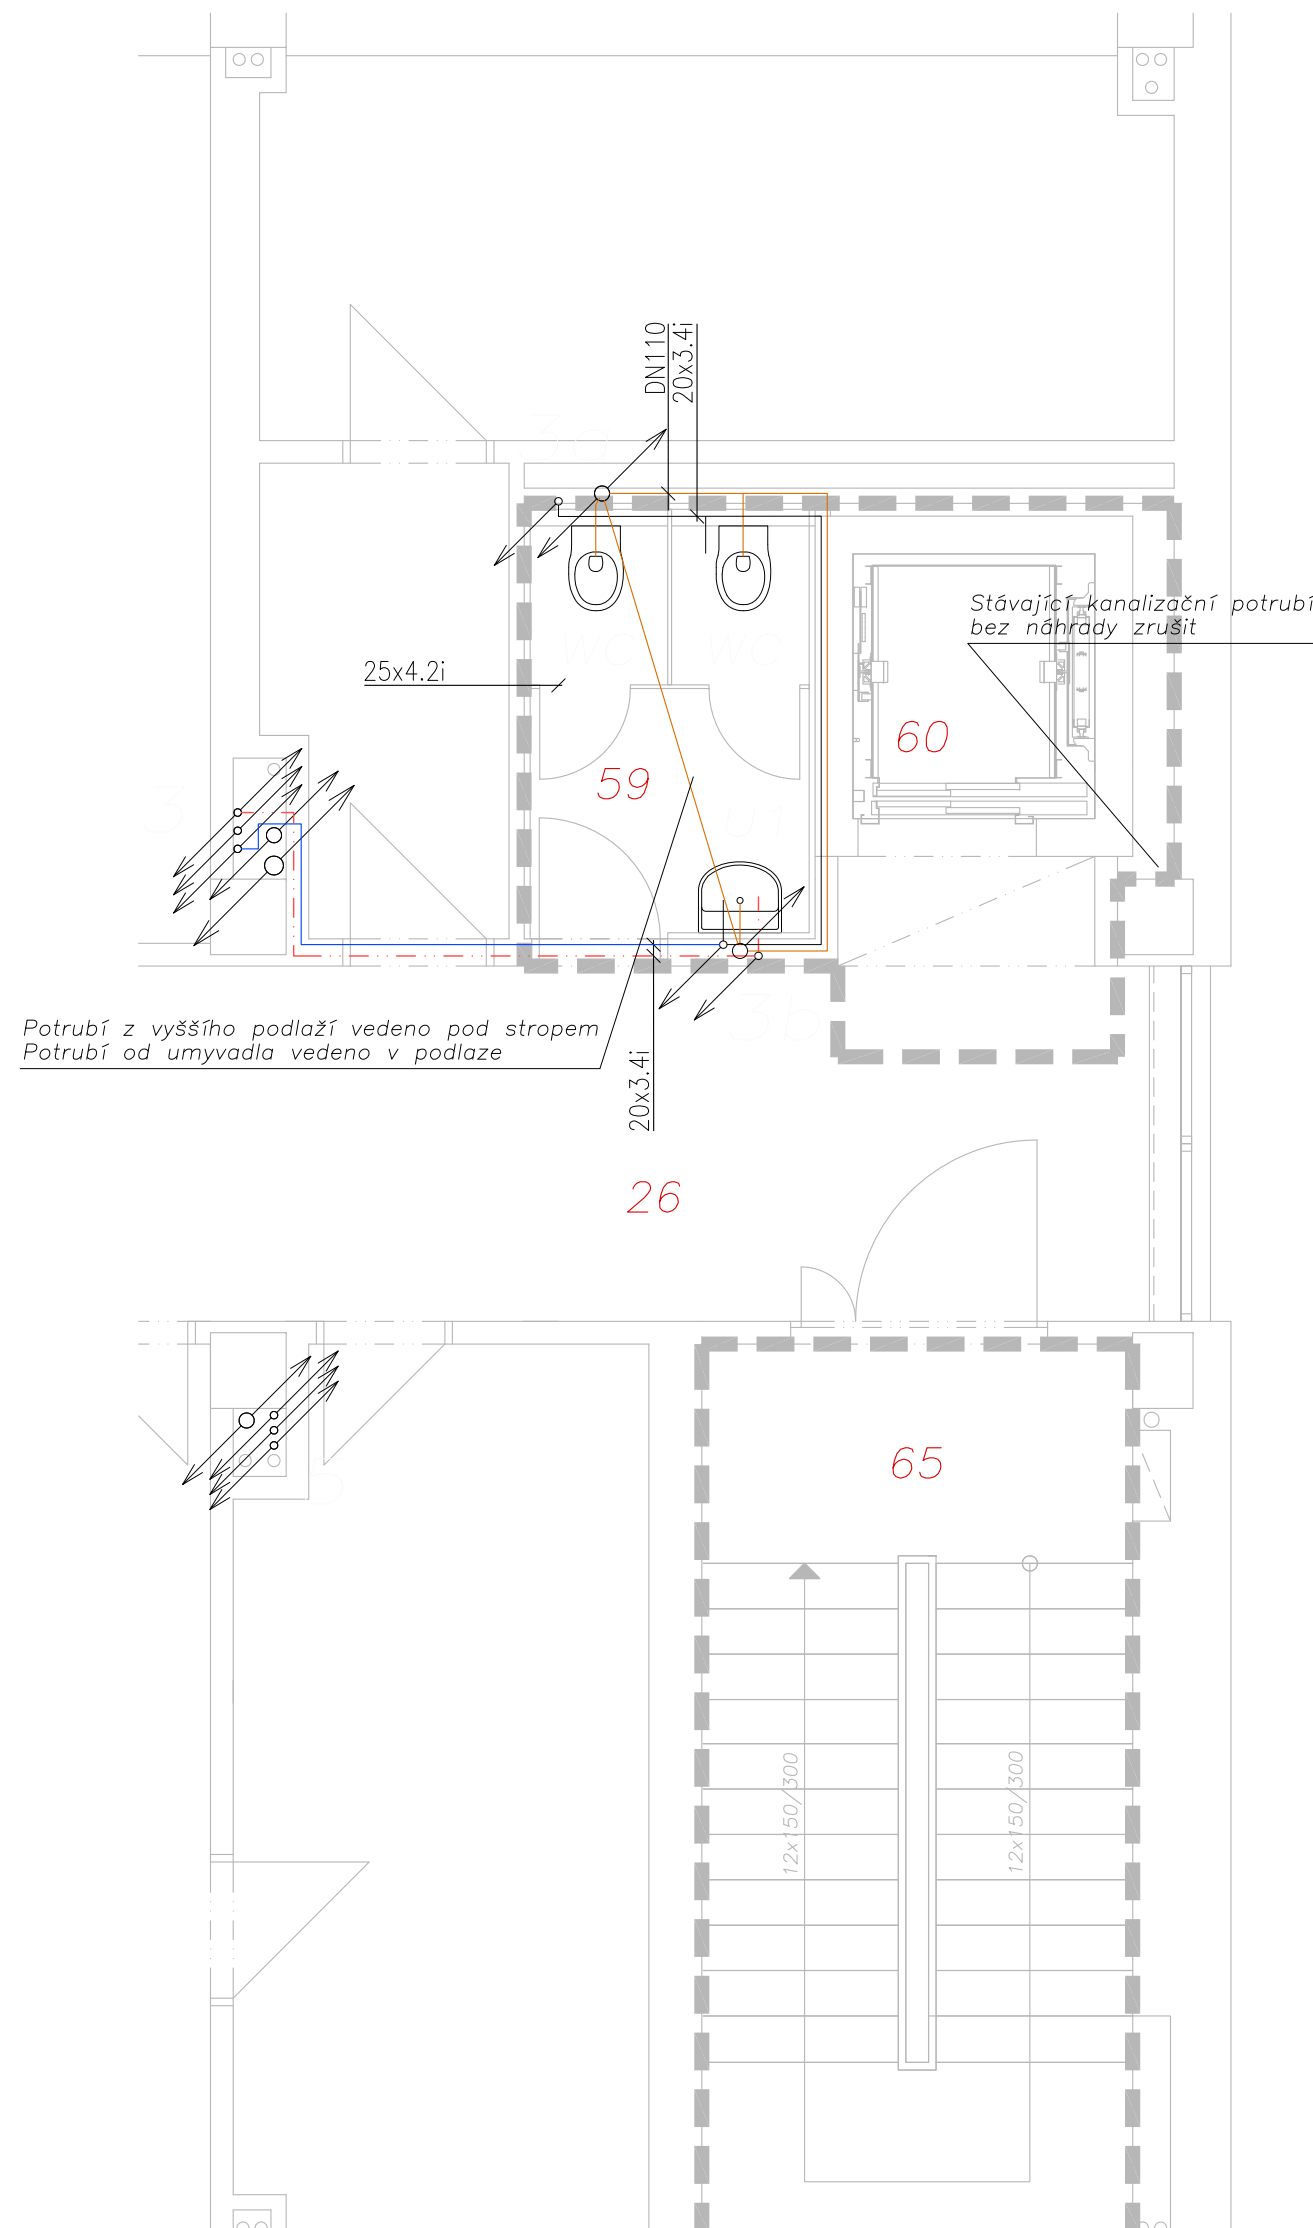 DN110
20x3.4i
Stávající kanalizační potrubí
bez náhrady zrušit
25x4.2i
60
59
Potrubí z vyššího podlaží vedeno pod stropem
Potrubí od umyvadla vedeno v podlaze
20x3.4i
26
65
12x150/300
12x150/300